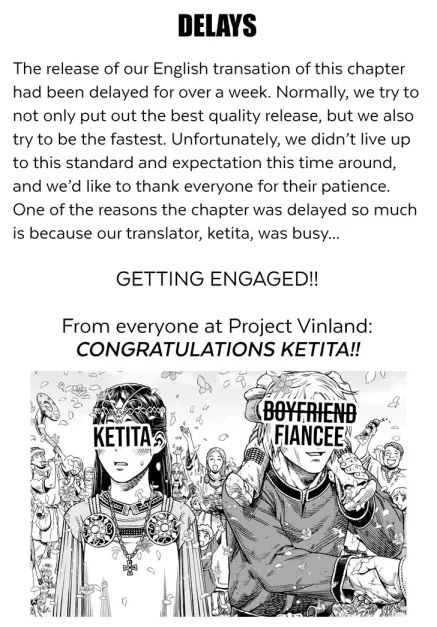 DELAYS
The release of our English transation of this chapter
had been delayed for over a week. Normally, we try to
not only put out the best quality release, but we also
try to be the fastest. Unfortunately, we didn't live up
to this standard and expectation this time around,
and we'd like to thank everyone for their patience.
One of the reasons the chapter was delayed so much
is because our translator, ketita, was busy...
GETTING ENGAGED!!
From everyone at Project Vinland:
CONGRATULATIONS KETITA!!
KETITA
BOYFRIEND
FIANCEE